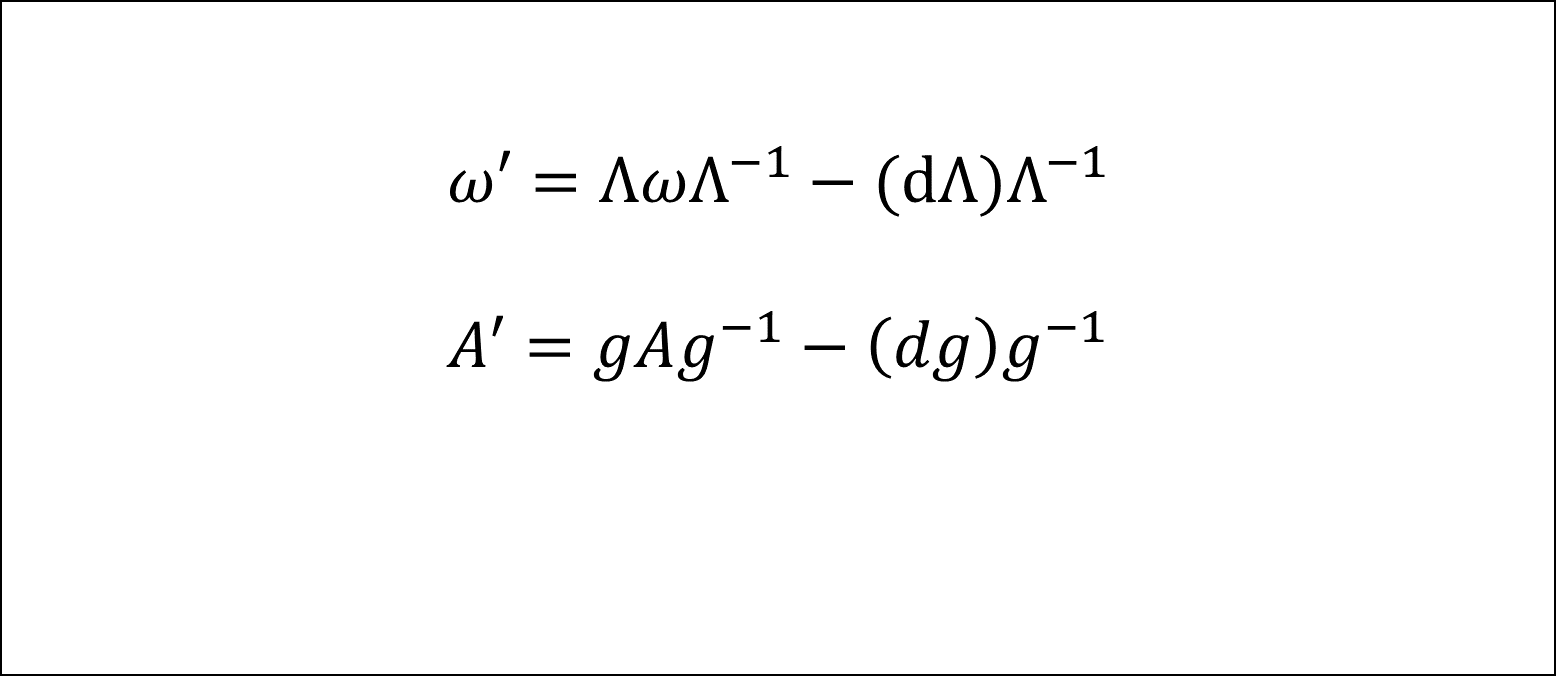 ω′ = ΛωΛ⁻¹ − (dΛ)Λ⁻¹
A′ = gAg⁻¹ − (dg)g⁻¹